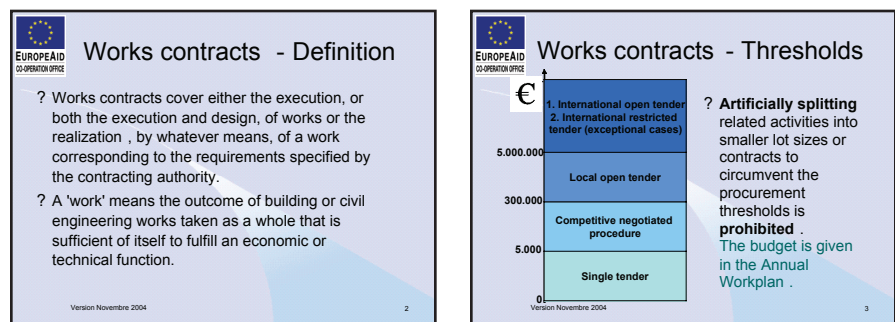 EUROPEAID
CO-OPERATION OFFICE
Works contracts - Definition
? Works contracts cover either the execution, or
both the execution and design, of works or the
realization , by whatever means, of a work
corresponding to the requirements specified by
the contracting authority.
? A 'work' means the outcome of building or civil
engineering works taken as a whole that is
sufficient of itself to fulfill an economic or
technical function.
Version Novembre 2004
2
EUROPEAID
CO-OPERATION OFFICE
Works contracts - Thresholds
€
1. International open tender
2. International restricted
tender (exceptional cases)
5.000.000
Local open tender
300.000
Competitive negotiated
procedure
5.000
Single tender
0
? Artificially splitting
related activities into
smaller lot sizes or
contracts to
circumvent the
procurement
thresholds is
prohibited .
The budget is given
in the Annual
Workplan .
Version Novembre 2004
3